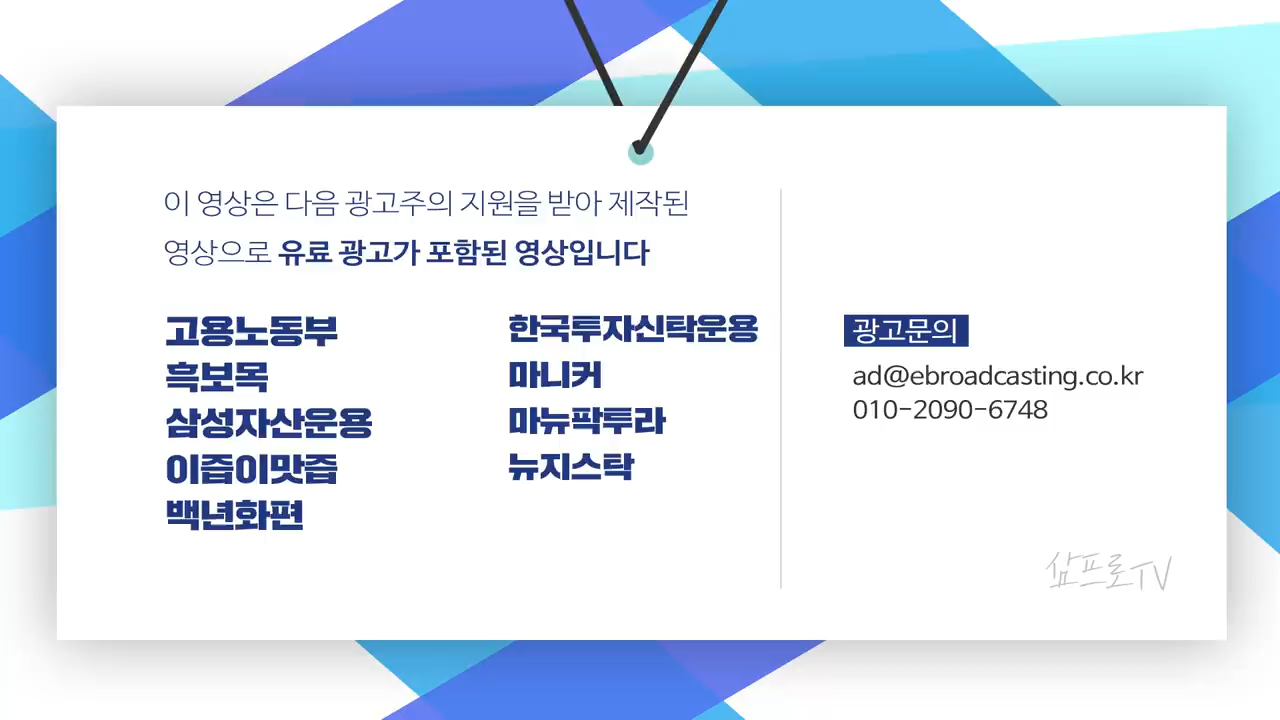 이 영상은 다음 광고주의 지원을 받아 제작된
영상으로 유료 광고가 포함된 영상입니다
고용노동부
흑보목
삼성자산운용
이즙이맛즙
백년화편
한국투자신탁운용
마니커
마뉴팍투라
뉴지스탁
광고문의
ad@ebroadcasting.co.kr
010-2090-6748
삼프로TV